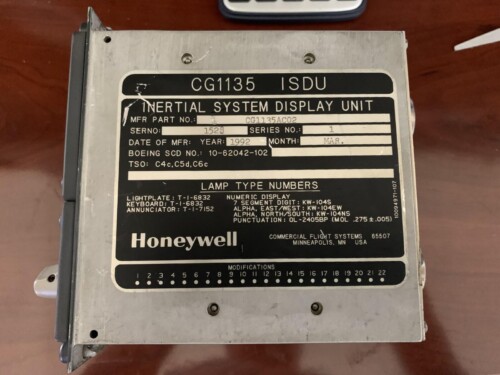 CG1135 ISDU
INERTIAL SYSTEM DISPLAY UNIT
MFR PART NO.: CG1135AC02
SERNO: 1523 SERIES NO.: 1
DATE OF MFR: YEAR: 1992 MONTH: MAR.
BOEING SCD NO.: 10-62042-102
TSO: C4c,C5d,C6c
LAMP TYPE NUMBERS
LIGHTPLATE: T-1-6832 NUMERIC DISPLAY
KEYBOARD: T-1-6832 7 SEGMENT DIGIT: KW-104S
ANNUNCIATOR: T-1-7152 ALPHA, EAST/WEST: KW-104EW
ALPHA, NORTH/SOUTH: KW-104NS
PUNCTUATION: OL-2405BP (MOL .275 ±.005)
Honeywell
COMMERCIAL FLIGHT SYSTEMS 65507
MINNEAPOLIS, MN USA
MODIFICATIONS
1 2 3 4 5 6 7 8 9 10 11 12 13 14 15 16 17 18 19 20 21 22